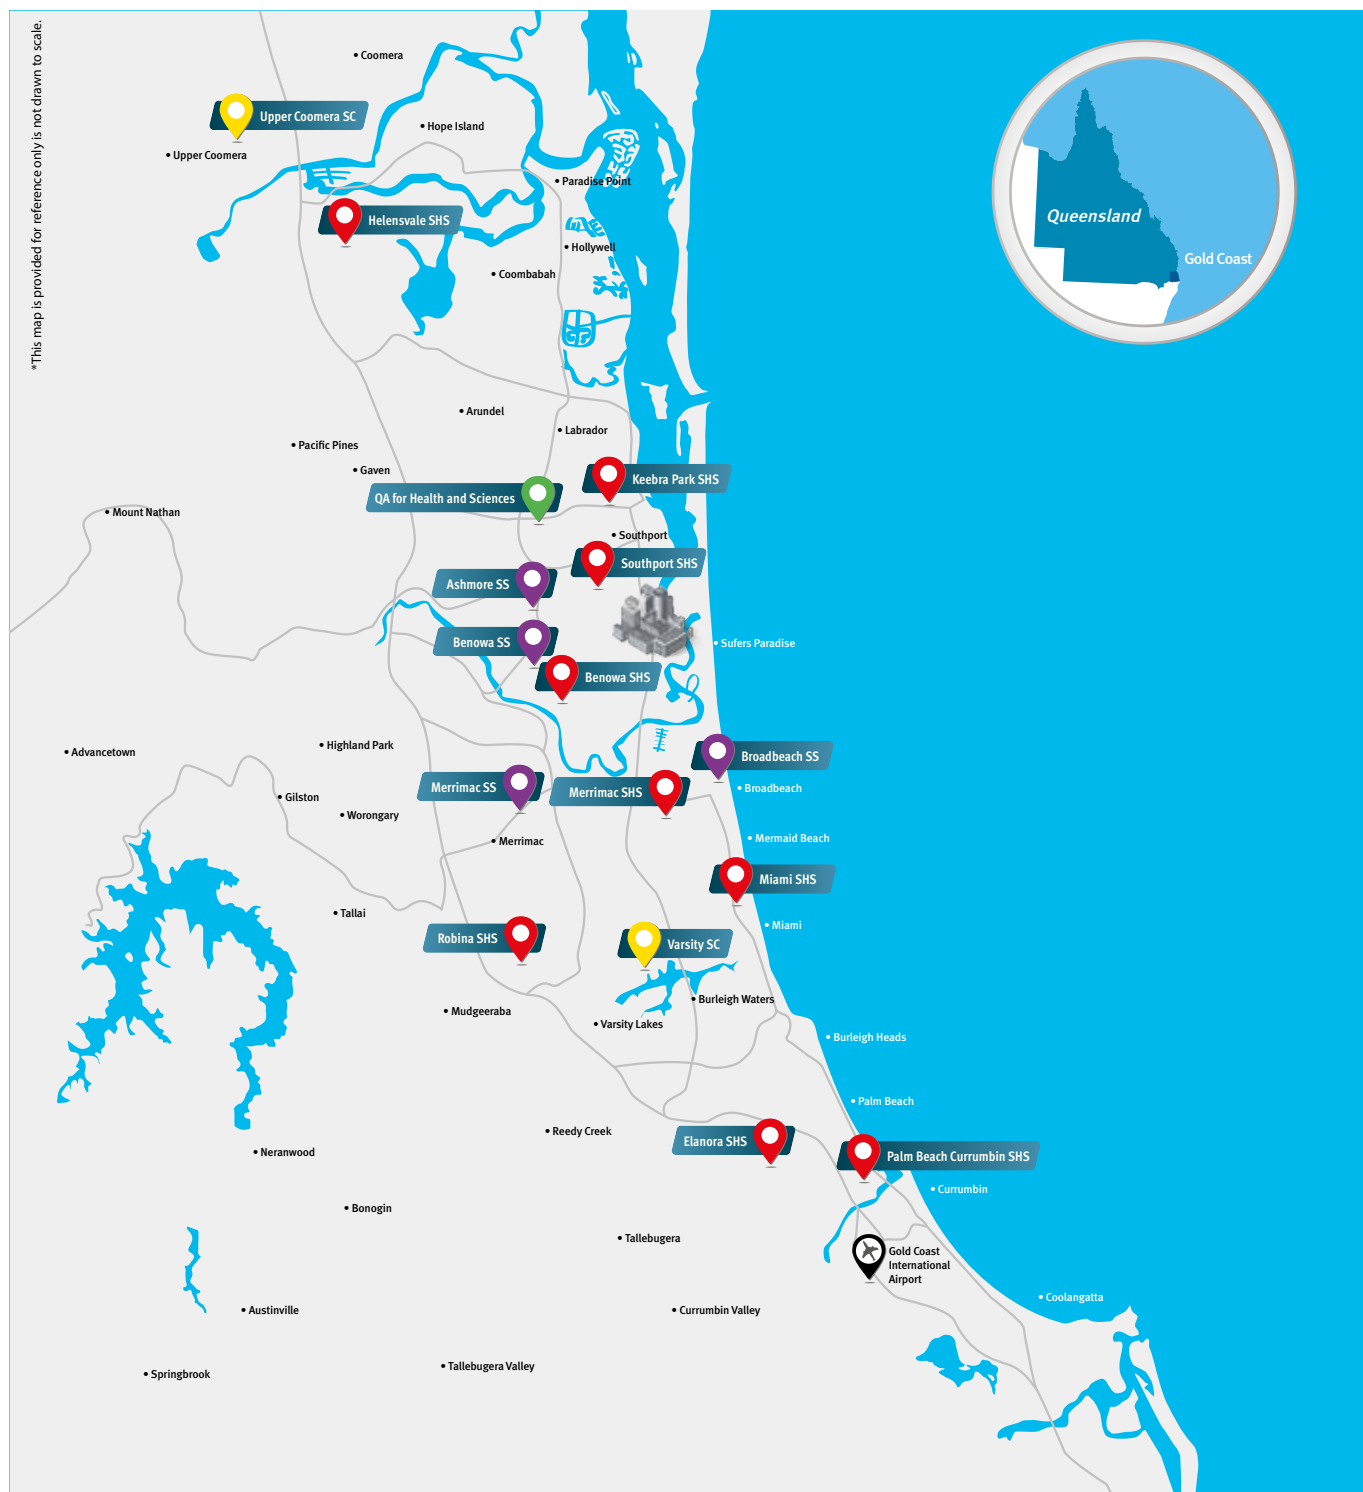 *This map is provided for reference only is not drawn to scale.
• Coomera
Upper Coomera SC
• Hope Island
• Upper Coomera
• Paradise Point
Queensland
Helensvale SHS
• Hollywell
Gold Coast
• Coombabah
• Arundel
• Labrador
• Pacific Pines
• Gaven
Keebra Park SHS
QA for Health and Sciences
• Mount Nathan
• Southport
Southport SHS
Ashmore SS
Benowa SS
• Sufers Paradise
Benowa SHS
• Highland Park
• Advancetown
Broadbeach SS
Merrimac SS
Merrimac SHS
• Broadbeach
• Gilston
• Worongary
• Mermaid Beach
• Merrimac
Miami SHS
• Tallai
• Miami
Robina SHS
Varsity SC
• Burleigh Waters
• Mudgeeraba
• Varsity Lakes
• Burleigh Heads
• Palm Beach
• Reedy Creek
Elanora SHS
• Neranwood
Palm Beach Currumbin SHS
• Currumbin
• Bonogin
• Tallebugera
Gold Coast
International
Airport
• Coolangatta
• Austinville
• Currumbin Valley
• Tallebugera Valley
• Springbrook